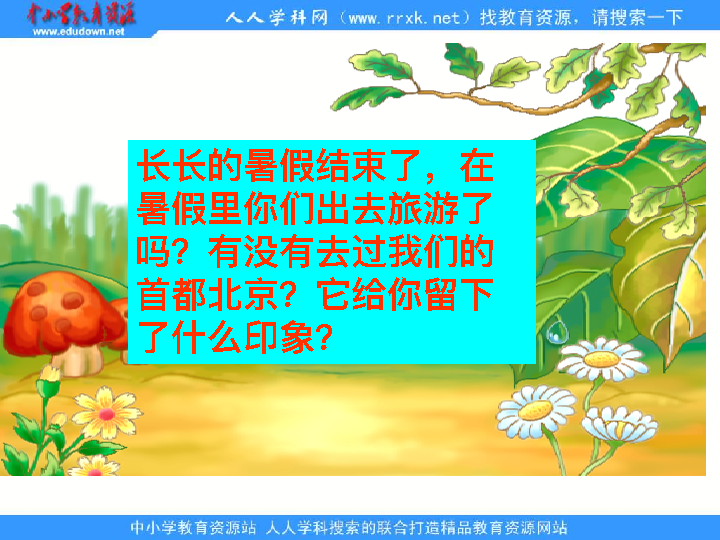 中小学教育资源
www.edudown.net
人人学科网（www.rrxk.net）找教育资源，请搜索一下
长长的暑假结束了，在
暑假里你们出去旅游了
吗？有没有去过我们的
首都北京？它给你留下
了什么印象？
中小学教育资源站 人人学科搜索的联合打造精品教育资源网站